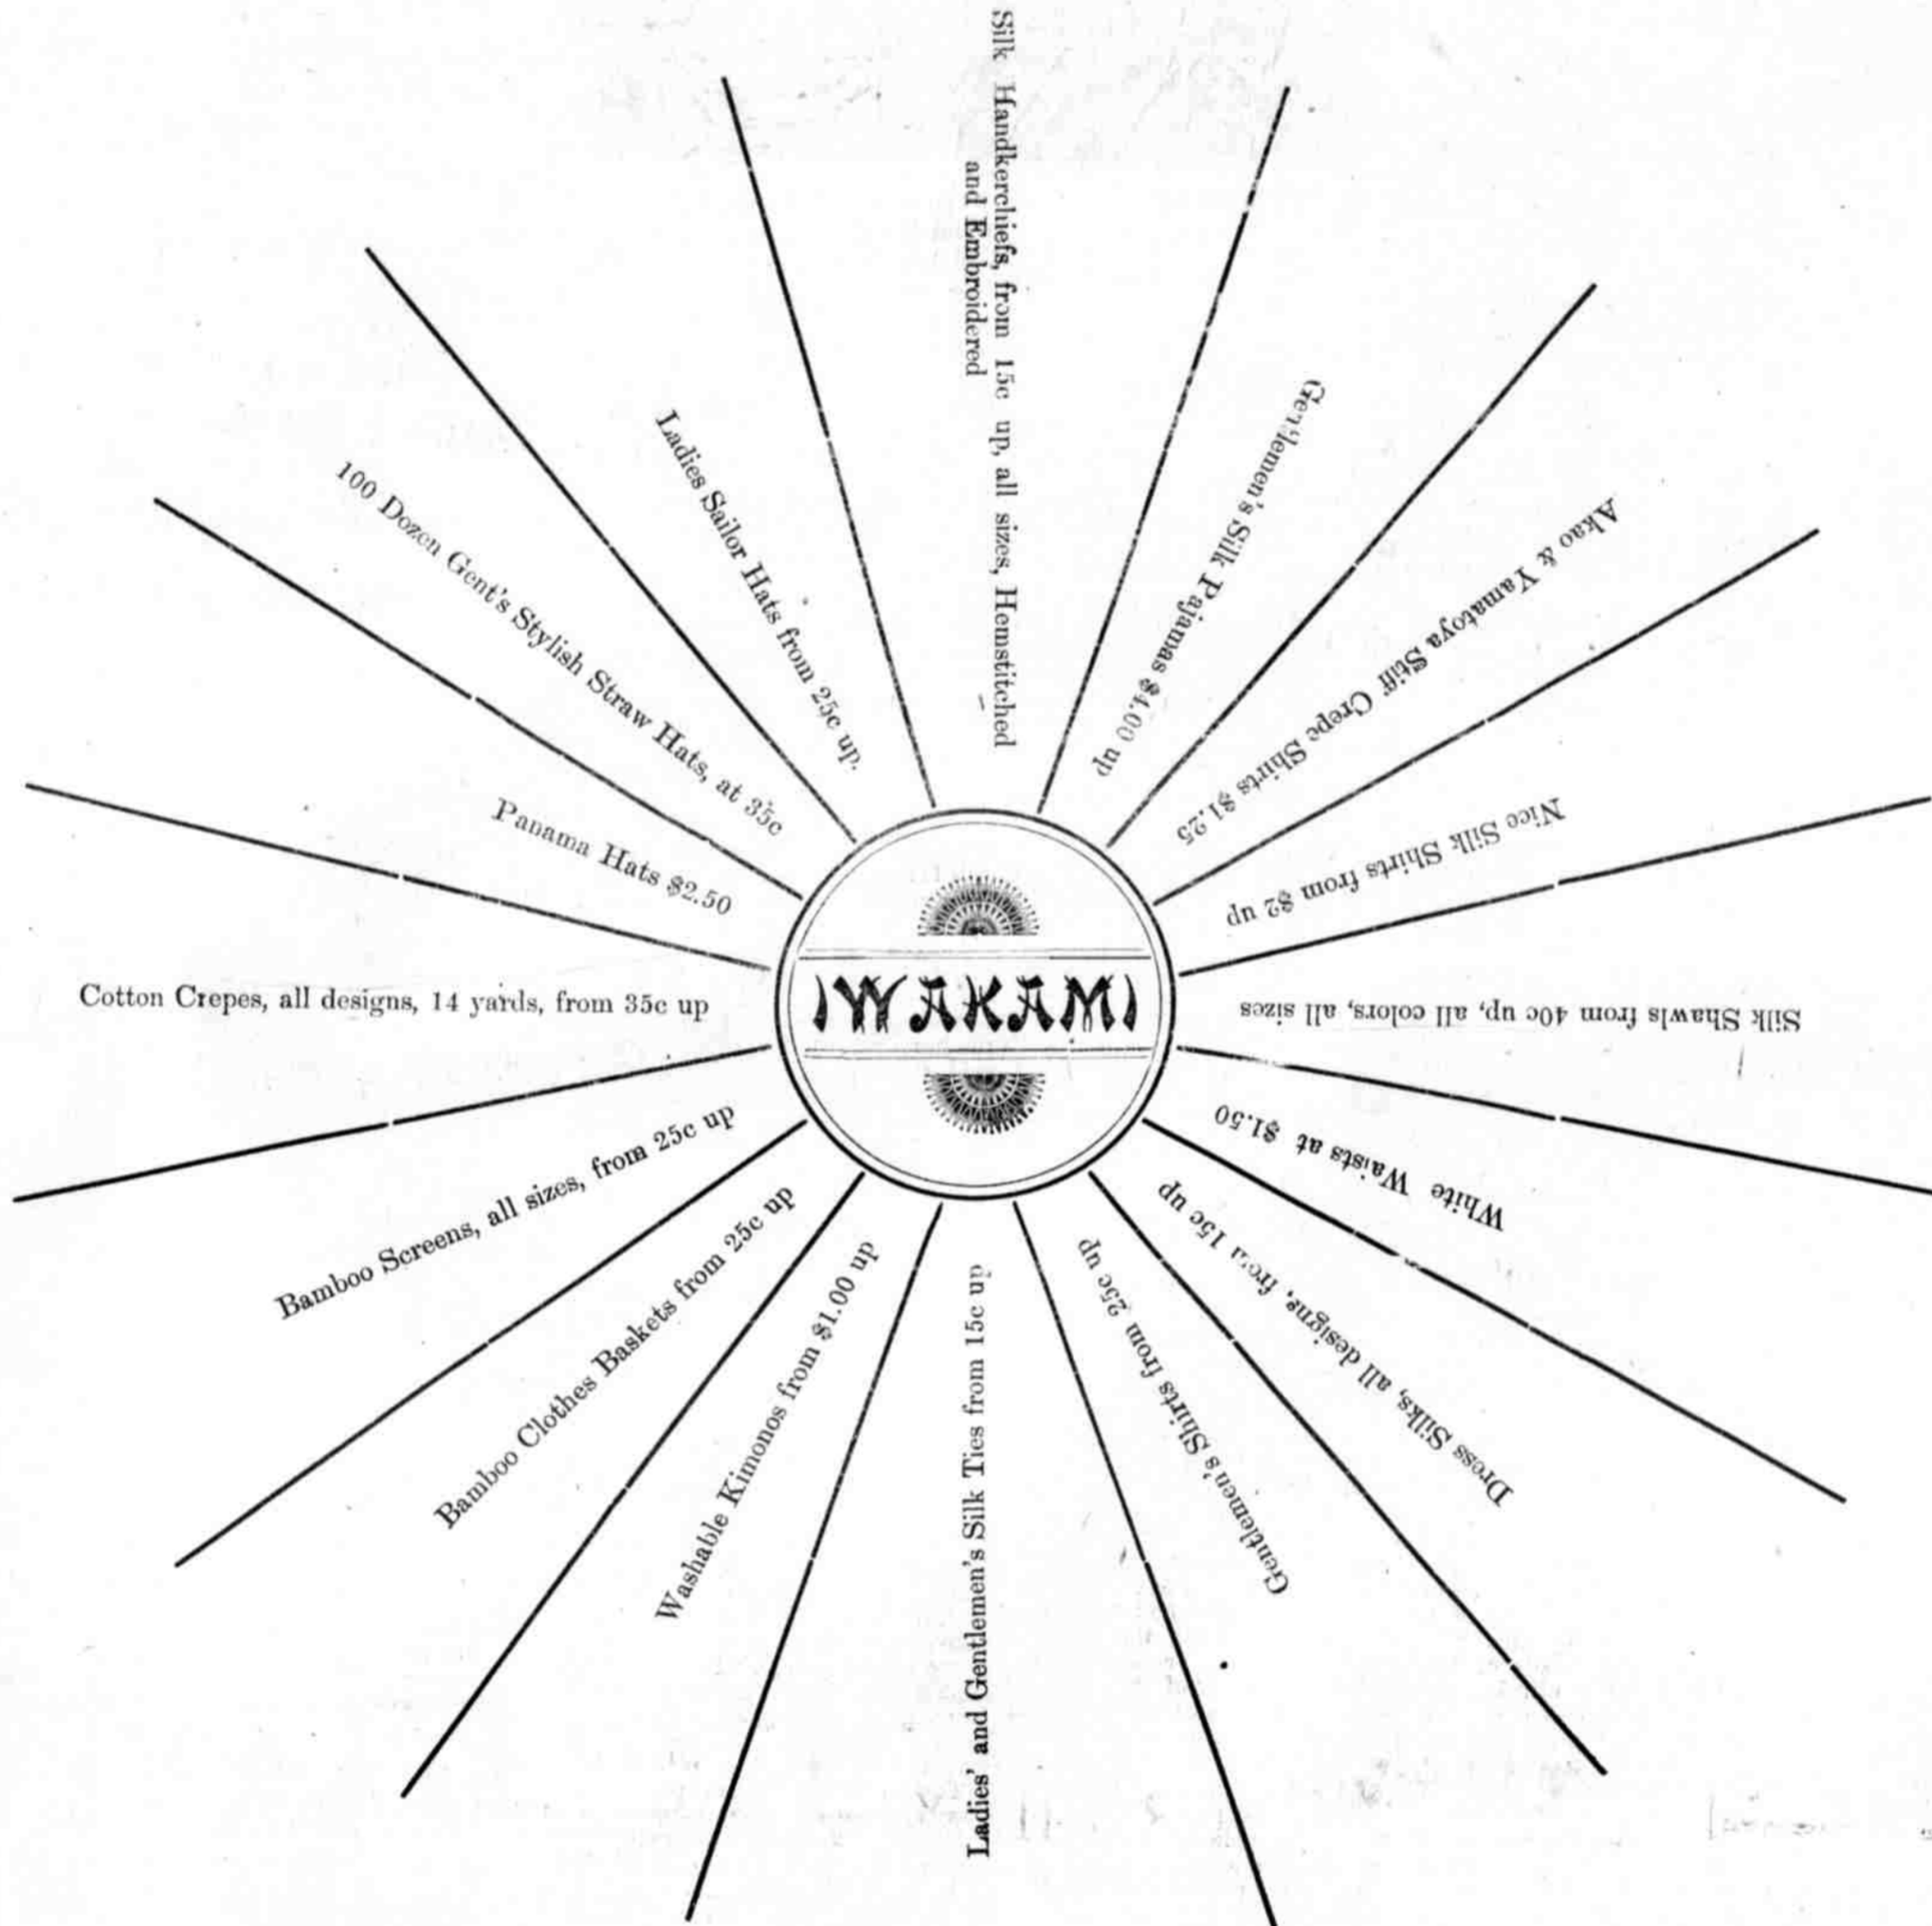 Silk Handkerchiefs, from 15c up, all sizes, Hemstitched
and Embroidered
Gentlemen's Silk Pajamas $4.00 up
Akao & Yamatoya Stiff Crepe Shirts $1.25
Nice Silk Shirts from $2 up
Silk Shawls from 40c up, all colors, all sizes
White Waists at $1.50
Dress Silks, all designs, from 15c up
Gentlemen's Shirts from 25c up
Ladies' and Gentlemen's Silk Ties from 15c up
Washable Kimonos from $1.00 up
Bamboo Clothes Baskets from 25c up
Bamboo Screens, all sizes, from 25c up
Cotton Crepes, all designs, 14 yards, from 35c up
Panama Hats $2.50
100 Dozen Gent's Stylish Straw Hats, at 35c
Ladies Sailor Hats from 25c up.
IWAKAMI